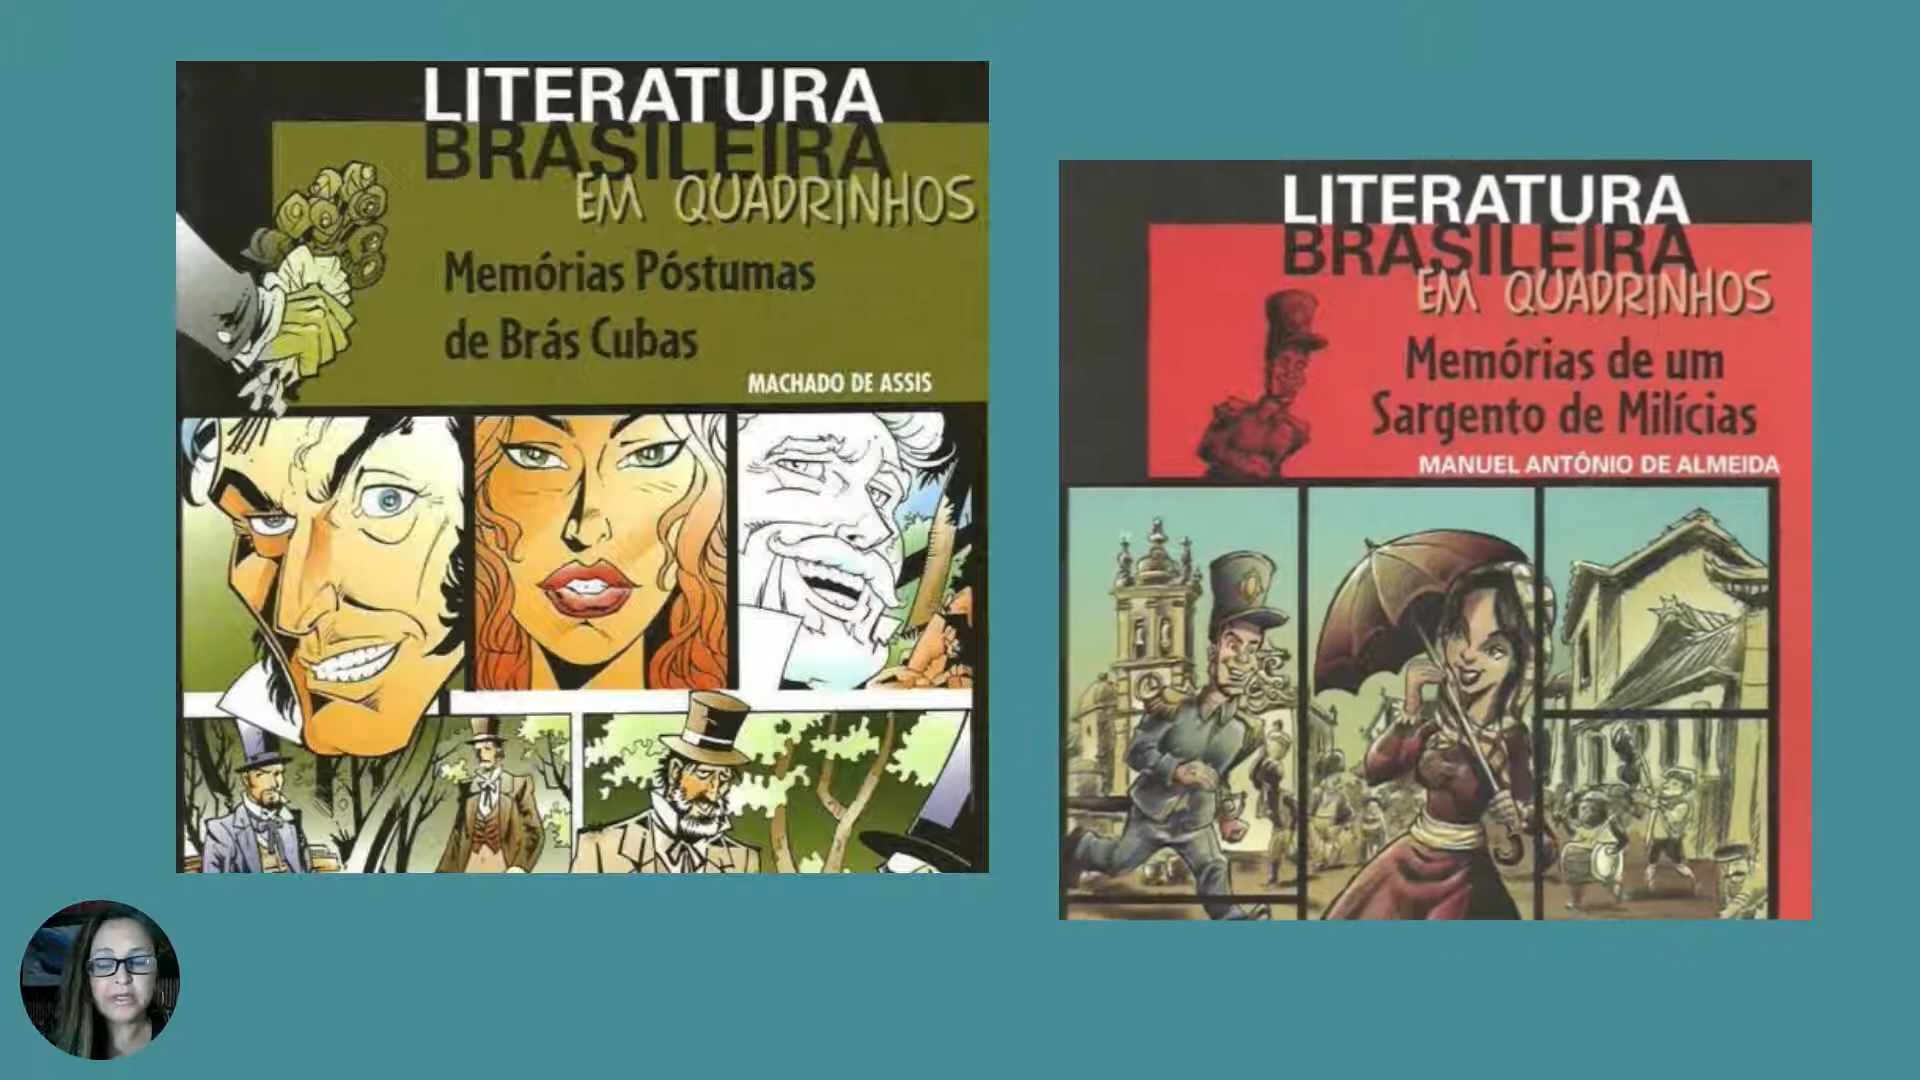 LITERATURA
BRASILEIRA
EM QUADRINHOS
Memórias Póstumas
de Brás Cubas
MACHADO DE ASSIS
LITERATURA
BRASILEIRA
EM QUADRINHOS
Memórias de um
Sargento de Milícias
MANUEL ANTÔNIO DE ALMEIDA